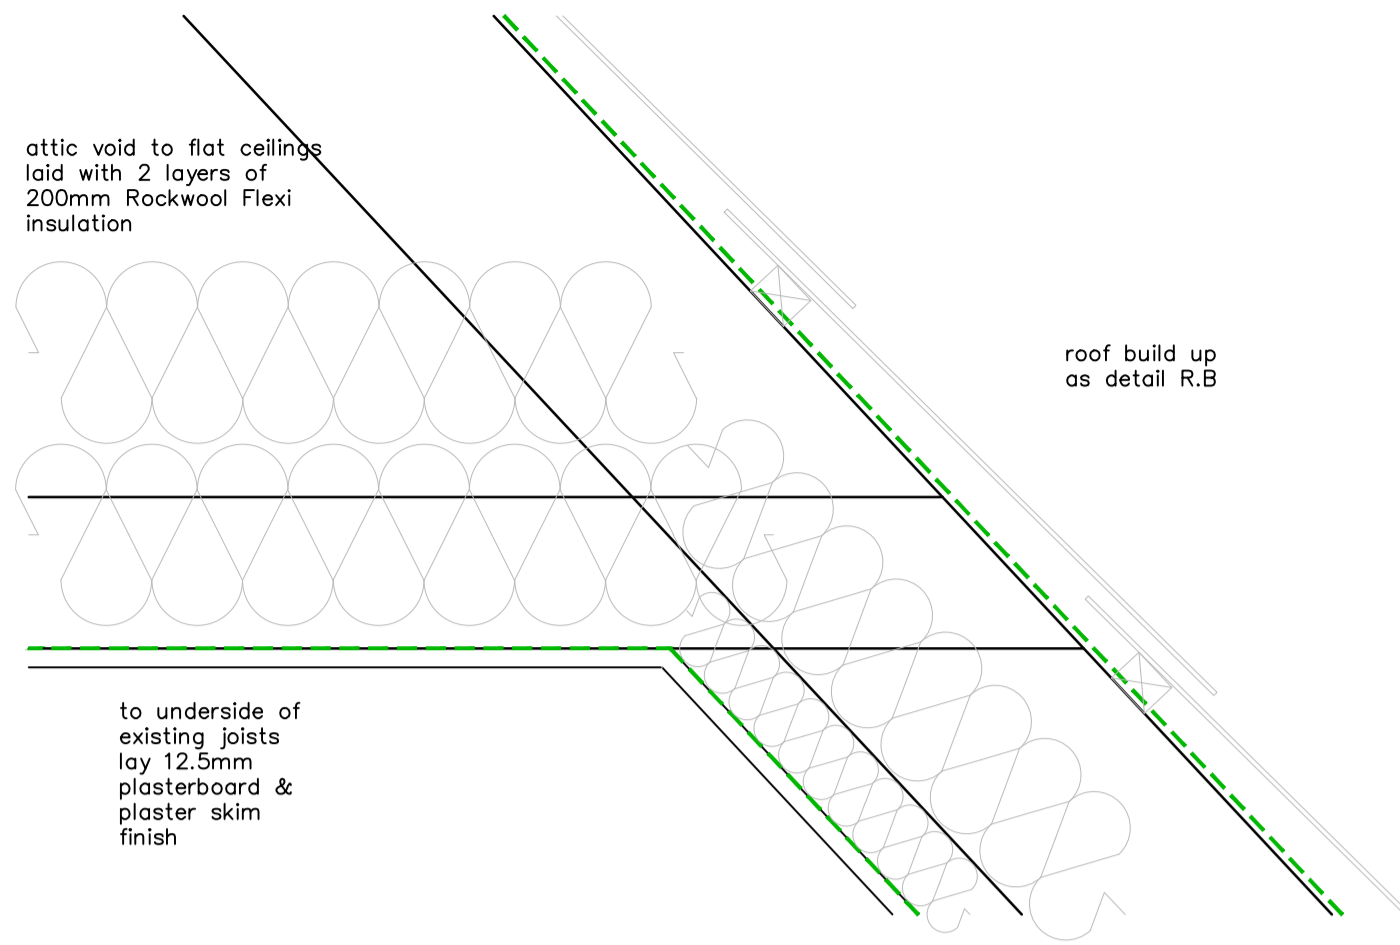 attic void to flat ceilings
laid with 2 layers of
200mm Rockwool Flexi
insulation
roof build up
as detail R.B
to underside of
existing joists
lay 12.5mm
plasterboard &
plaster skim
finish